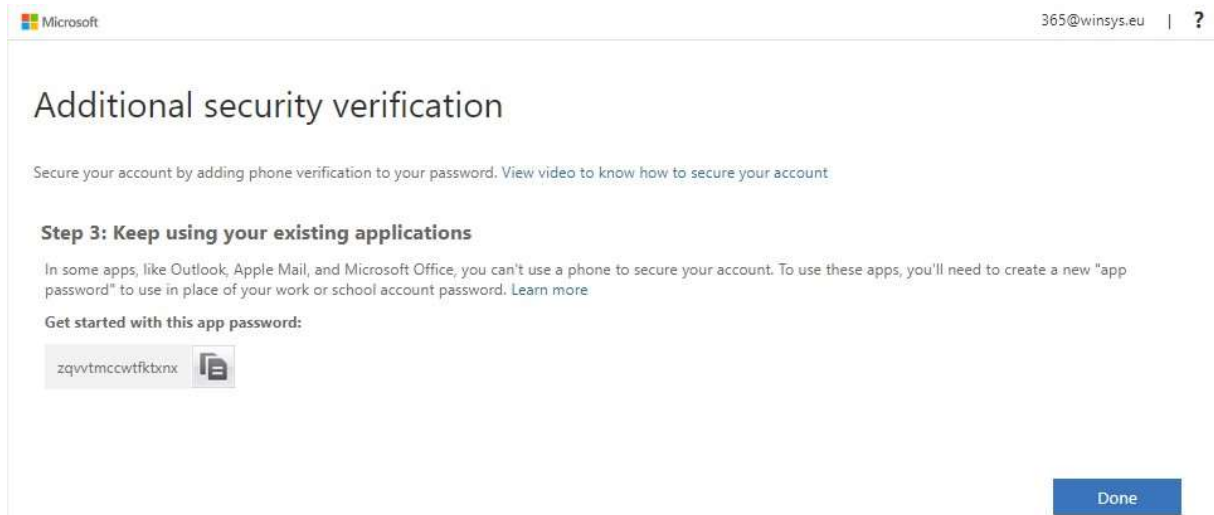 Microsoft
365@winsys.eu | ?
Additional security verification
Secure your account by adding phone verification to your password. View video to know how to secure your account
Step 3: Keep using your existing applications
In some apps, like Outlook, Apple Mail, and Microsoft Office, you can't use a phone to secure your account. To use these apps, you'll need to create a new "app
password" to use in place of your work or school account password. Learn more
Get started with this app password:
zqvvtmccwtfktxnx
Done